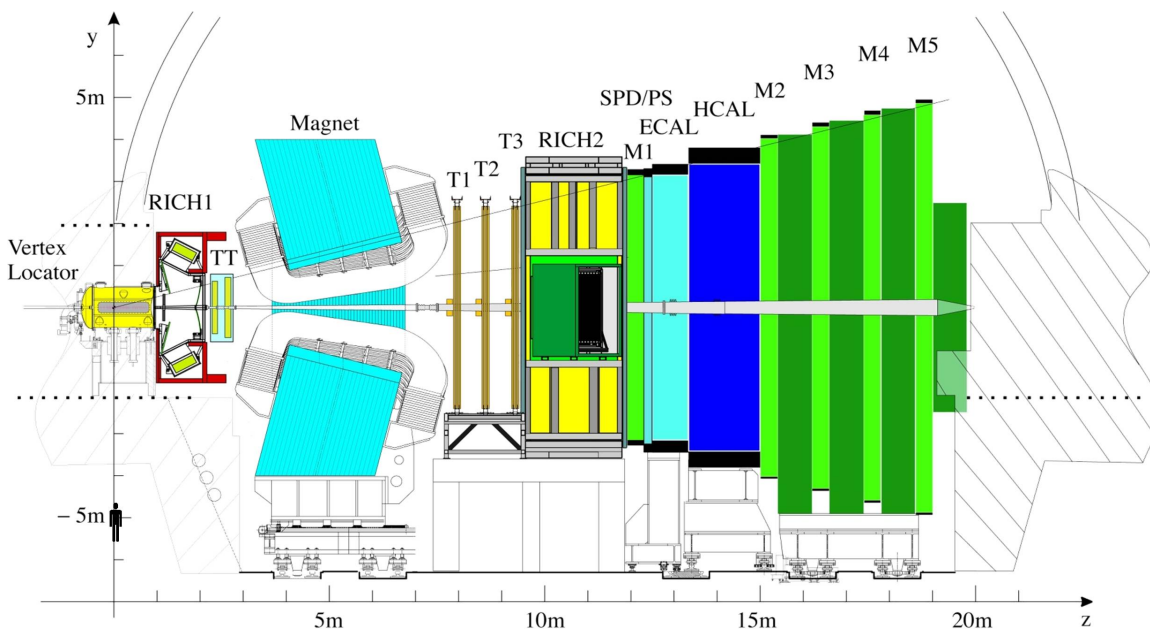 y
5m
Vertex
Locator
RICH1
TT
Magnet
T1
T2
T3
RICH2
M1
SPD/PS
ECAL
HCAL
M2
M3
M4
M5
− 5m
5m
10m
15m
20m
z